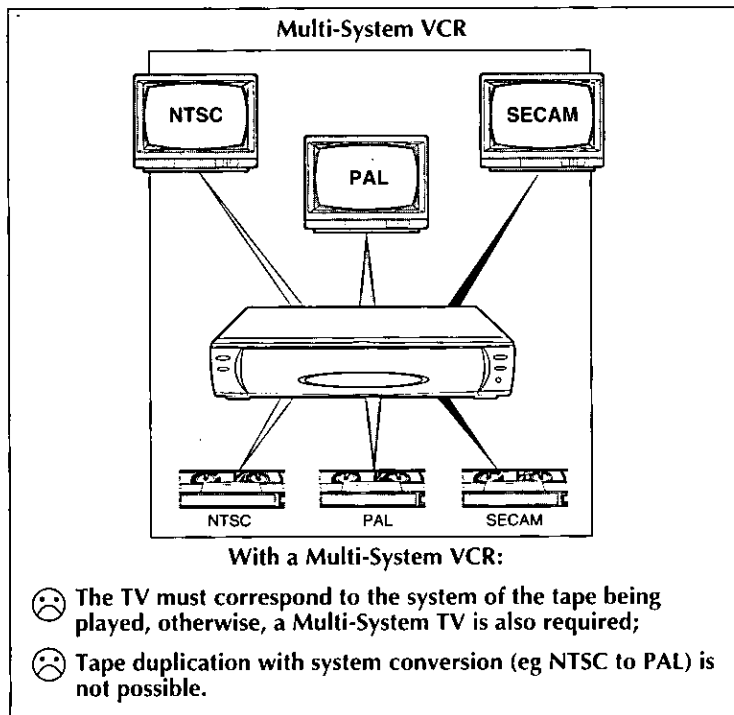 Multi-System VCR
NTSC
SECAM
PAL
NTSC
PAL
SECAM
With a Multi-System VCR:
The TV must correspond to the system of the tape being
played, otherwise, a Multi-System TV is also required;
Tape duplication with system conversion (eg NTSC to PAL) is
not possible.